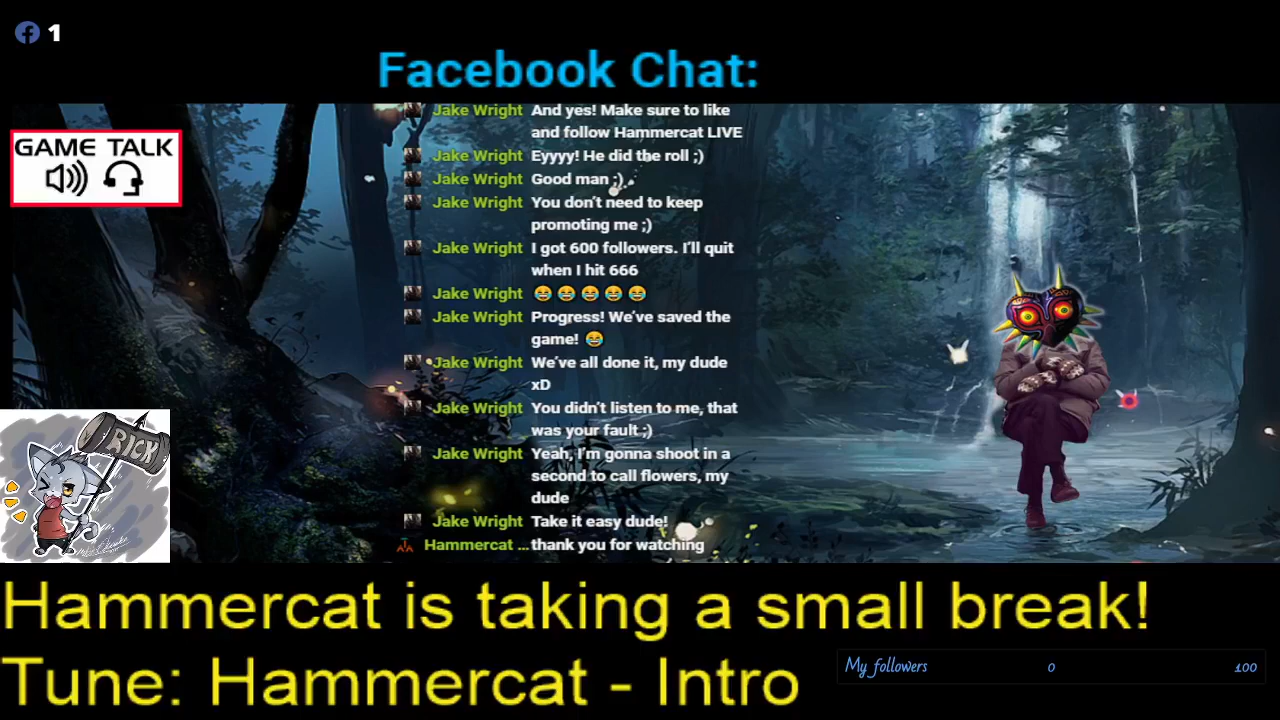 1
Facebook Chat:
GAME TALK
Jake Wright And yes! Make sure to like
and follow Hammercat LIVE
Jake Wright Eyyyy! He did the roll ;)
Jake Wright Good man ;)
Jake Wright You don't need to keep
promoting me ;)
Jake Wright I got 600 followers. I'll quit
when I hit 666
Jake Wright 😂 😂 😂 😂 😂
Jake Wright Progress! We've saved the
game! 😂
Jake Wright We've all done it, my dude
xD
Jake Wright You didn't listen to me, that
was your fault ;)
Jake Wright Yeah, I'm gonna shoot in a
second to call flowers, my
dude
Jake Wright Take it easy dude!
Hammercat ... thank you for watching
RICK
Hammercat is taking a small break!
Tune: Hammercat - Intro
My followers 0 100